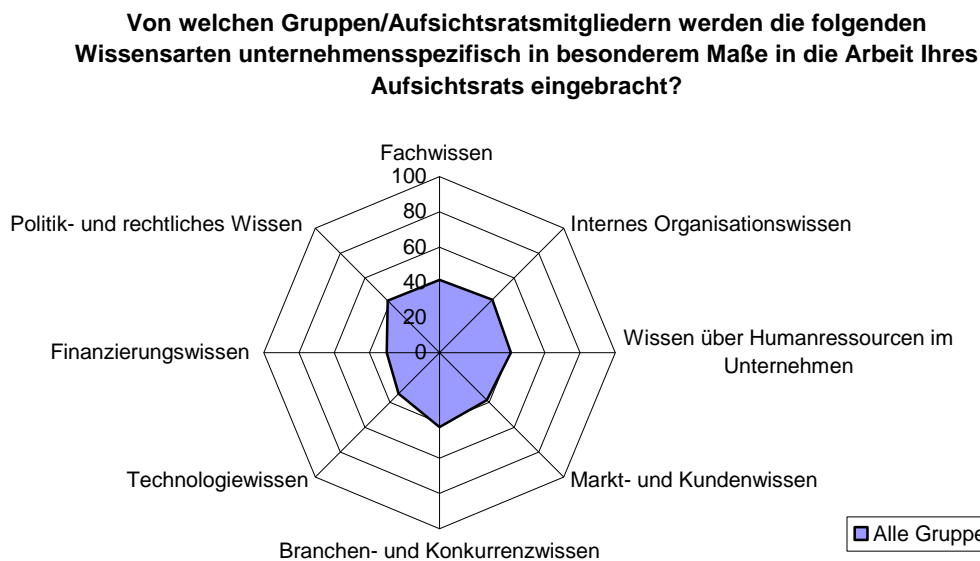 Von welchen Gruppen/Aufsichtsratsmitgliedern werden die folgenden
Wissensarten unternehmensspezifisch in besonderem Maße in die Arbeit Ihres
Aufsichtsrats eingebracht?
Fachwissen
100
80
60
40
20
0
Politik- und rechtliches Wissen
Internes Organisationswissen
Finanzierungswissen
Wissen über Humanressourcen im
Unternehmen
Technologiewissen
Markt- und Kundenwissen
Branchen- und Konkurrenzwissen
Alle Gruppe